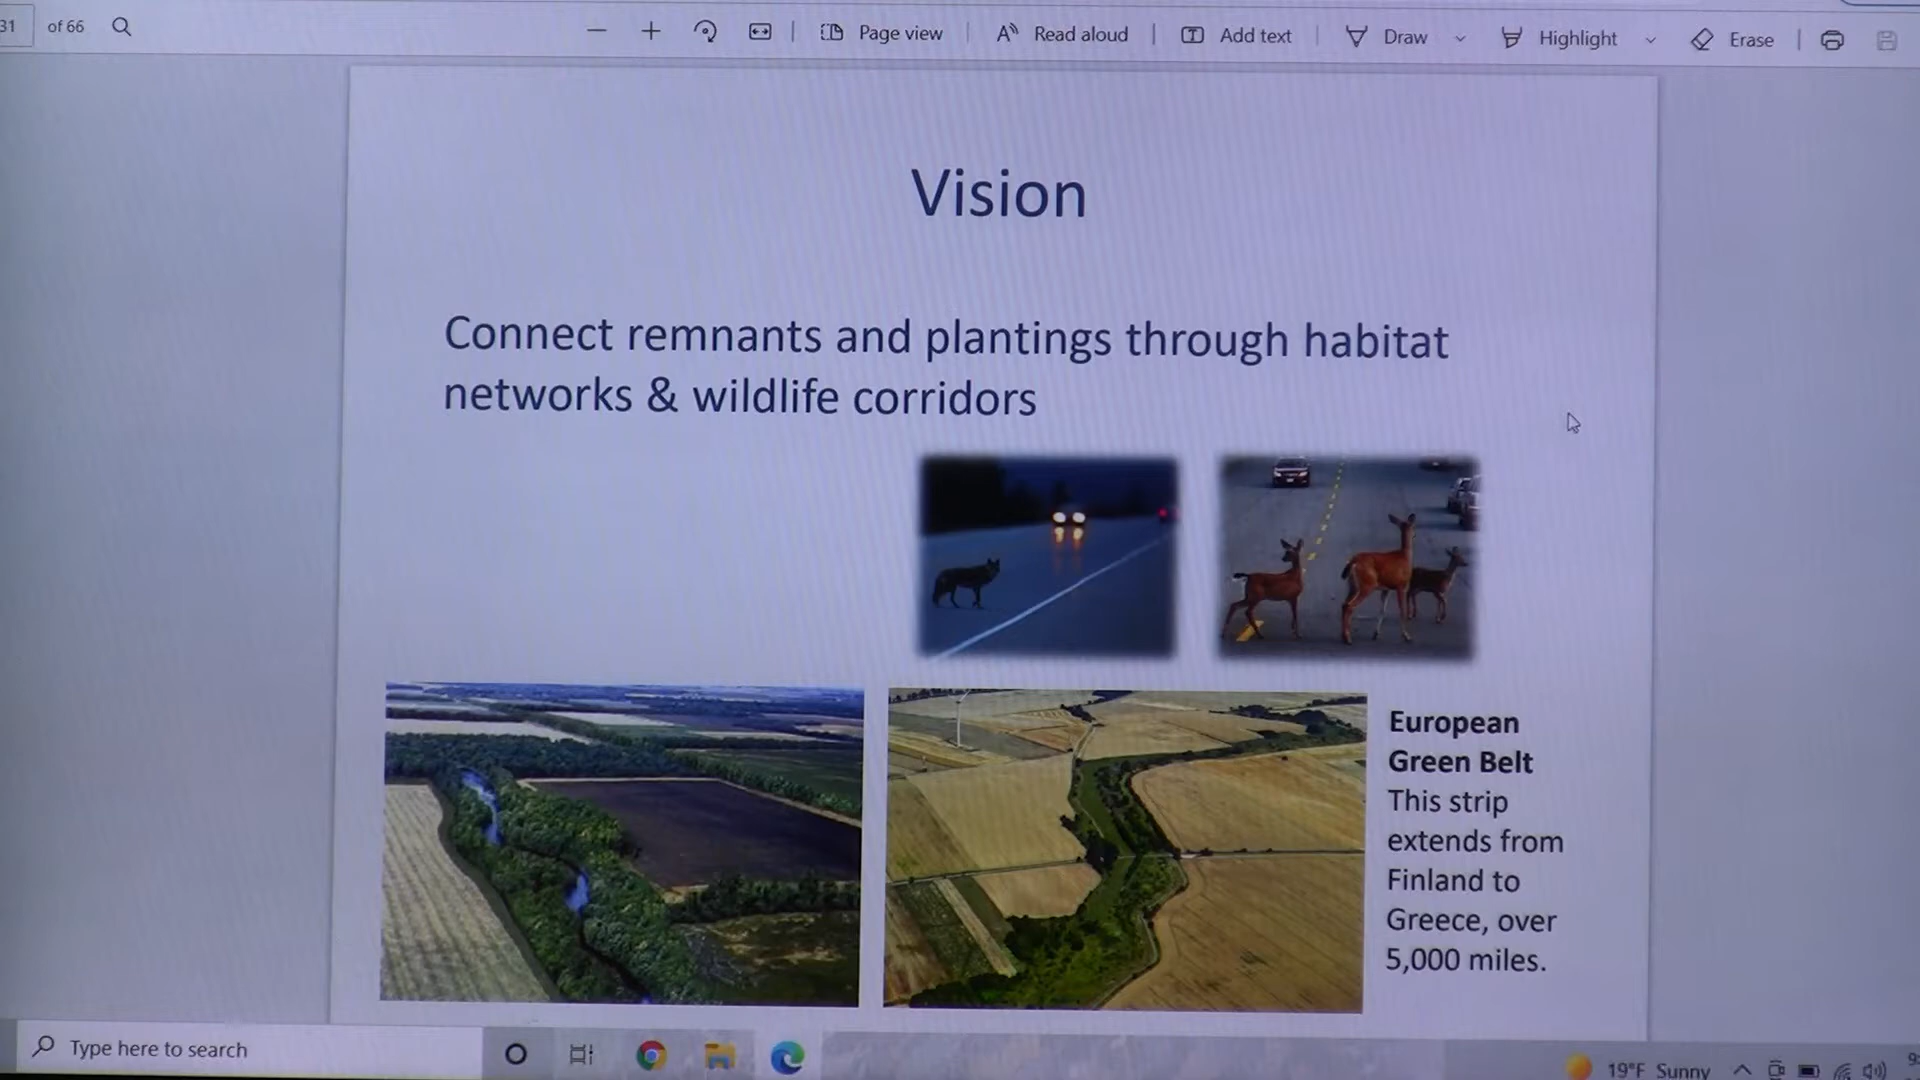 31 of 66
Page view
Read aloud
Add text
Draw
Highlight
Erase
Vision
Connect remnants and plantings through habitat
networks & wildlife corridors
European
Green Belt
This strip
extends from
Finland to
Greece, over
5,000 miles.
Type here to search
19°F Sunny